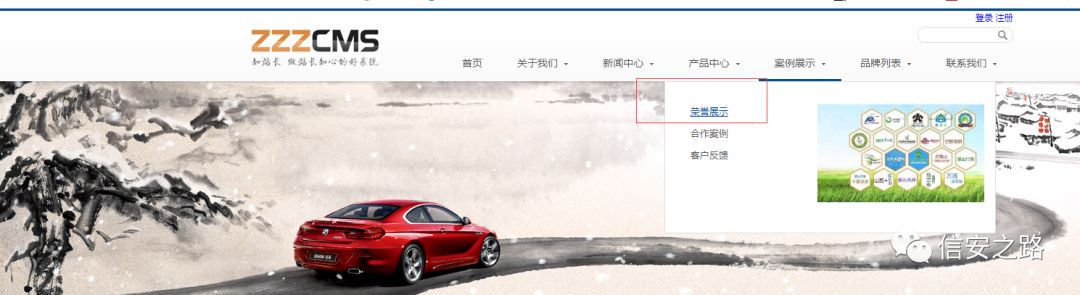 登录 注册
ZZZCMS
知站长 做站长知心的好系统
首页 关于我们 新闻中心 产品中心 案例展示 品牌列表 联系我们
荣誉展示
合作案例
客户反馈
信安之路